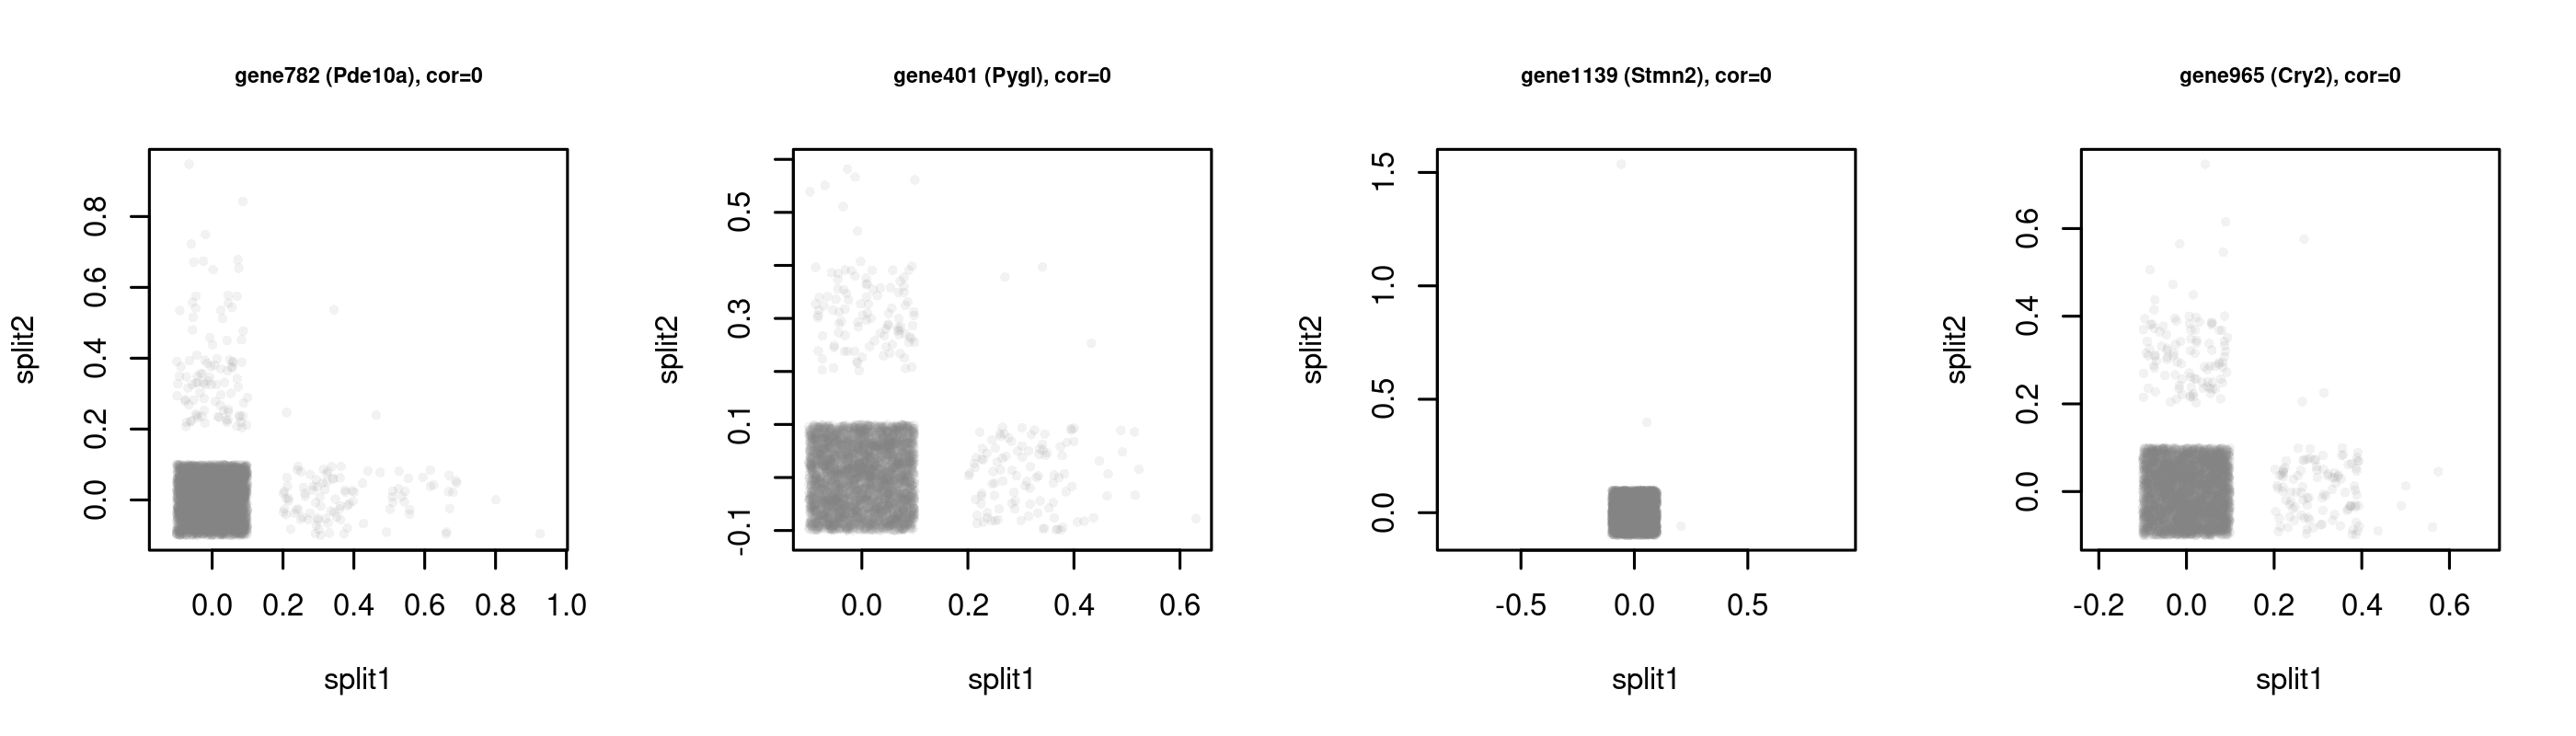 gene782 (Pde10a), cor=0
split2
0.0 0.2 0.4 0.6 0.8
0.0 0.2 0.4 0.6 0.8 1.0
split1
gene401 (Pygl), cor=0
split2
-0.1 0.1 0.3 0.5
0.0 0.2 0.4 0.6
split1
gene1139 (Stmn2), cor=0
split2
0.0 0.5 1.0 1.5
-0.5 0.0 0.5
split1
gene965 (Cry2), cor=0
split2
0.0 0.2 0.4 0.6
-0.2 0.0 0.2 0.4 0.6
split1